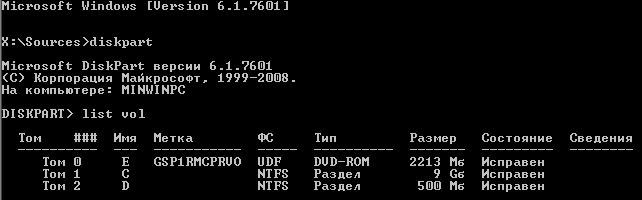 Microsoft Windows [Version 6.1.7601]
X:\Sources>diskpart
Microsoft DiskPart версии 6.1.7601
(C) Корпорация Майкрософт, 1999-2008.
На компьютере: MINWINPC
DISKPART> list vol
Том ### Имя Метка ФС Тип Размер Состояние Сведения
---------- --- ----------- ----- ---------- ------- --------- --------
Том 0 E GSP1RMCPRVO UDF DVD-ROM 2213 Мб Исправен
Том 1 C NTFS Раздел 9 Gб Исправен
Том 2 D NTFS Раздел 500 Мб Исправен